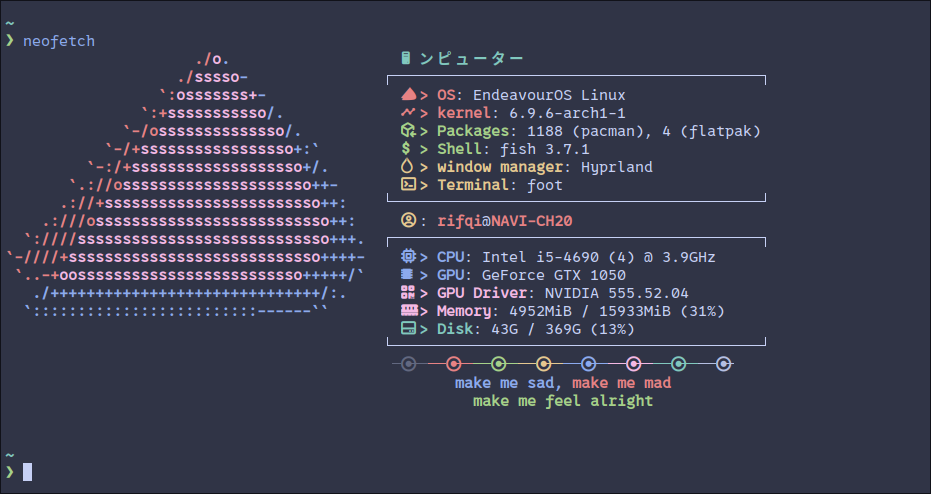 ~
❯ neofetch
./o.
./sssso-
`:osssssss+-
`:+sssssssssso/.
`-/ossssssssssssso/.
`-/+sssssssssssssssso+:`
`-:/+sssssssssssssssssso+/.
`.://osssssssssssssssssssso++-
.://+ssssssssssssssssssssssso++:
.:///ossssssssssssssssssssssssso++:
`:////ssssssssssssssssssssssssssso+++.
`-////+ssssssssssssssssssssssssssso++++-
`..-+oosssssssssssssssssssssssso+++++/`
./++++++++++++++++++++++++++++++/:.
`:::::::::::::::::::::::::------``
ンピューター
> OS: EndeavourOS Linux
> kernel: 6.9.6-arch1-1
> Packages: 1188 (pacman), 4 (flatpak)
> Shell: fish 3.7.1
> window manager: Hyprland
> Terminal: foot
: rifqi@NAVI-CH20
> CPU: Intel i5-4690 (4) @ 3.9GHz
> GPU: GeForce GTX 1050
> GPU Driver: NVIDIA 555.52.04
> Memory: 4952MiB / 15933MiB (31%)
> Disk: 43G / 369G (13%)
make me sad, make me mad
make me feel alright
~
❯